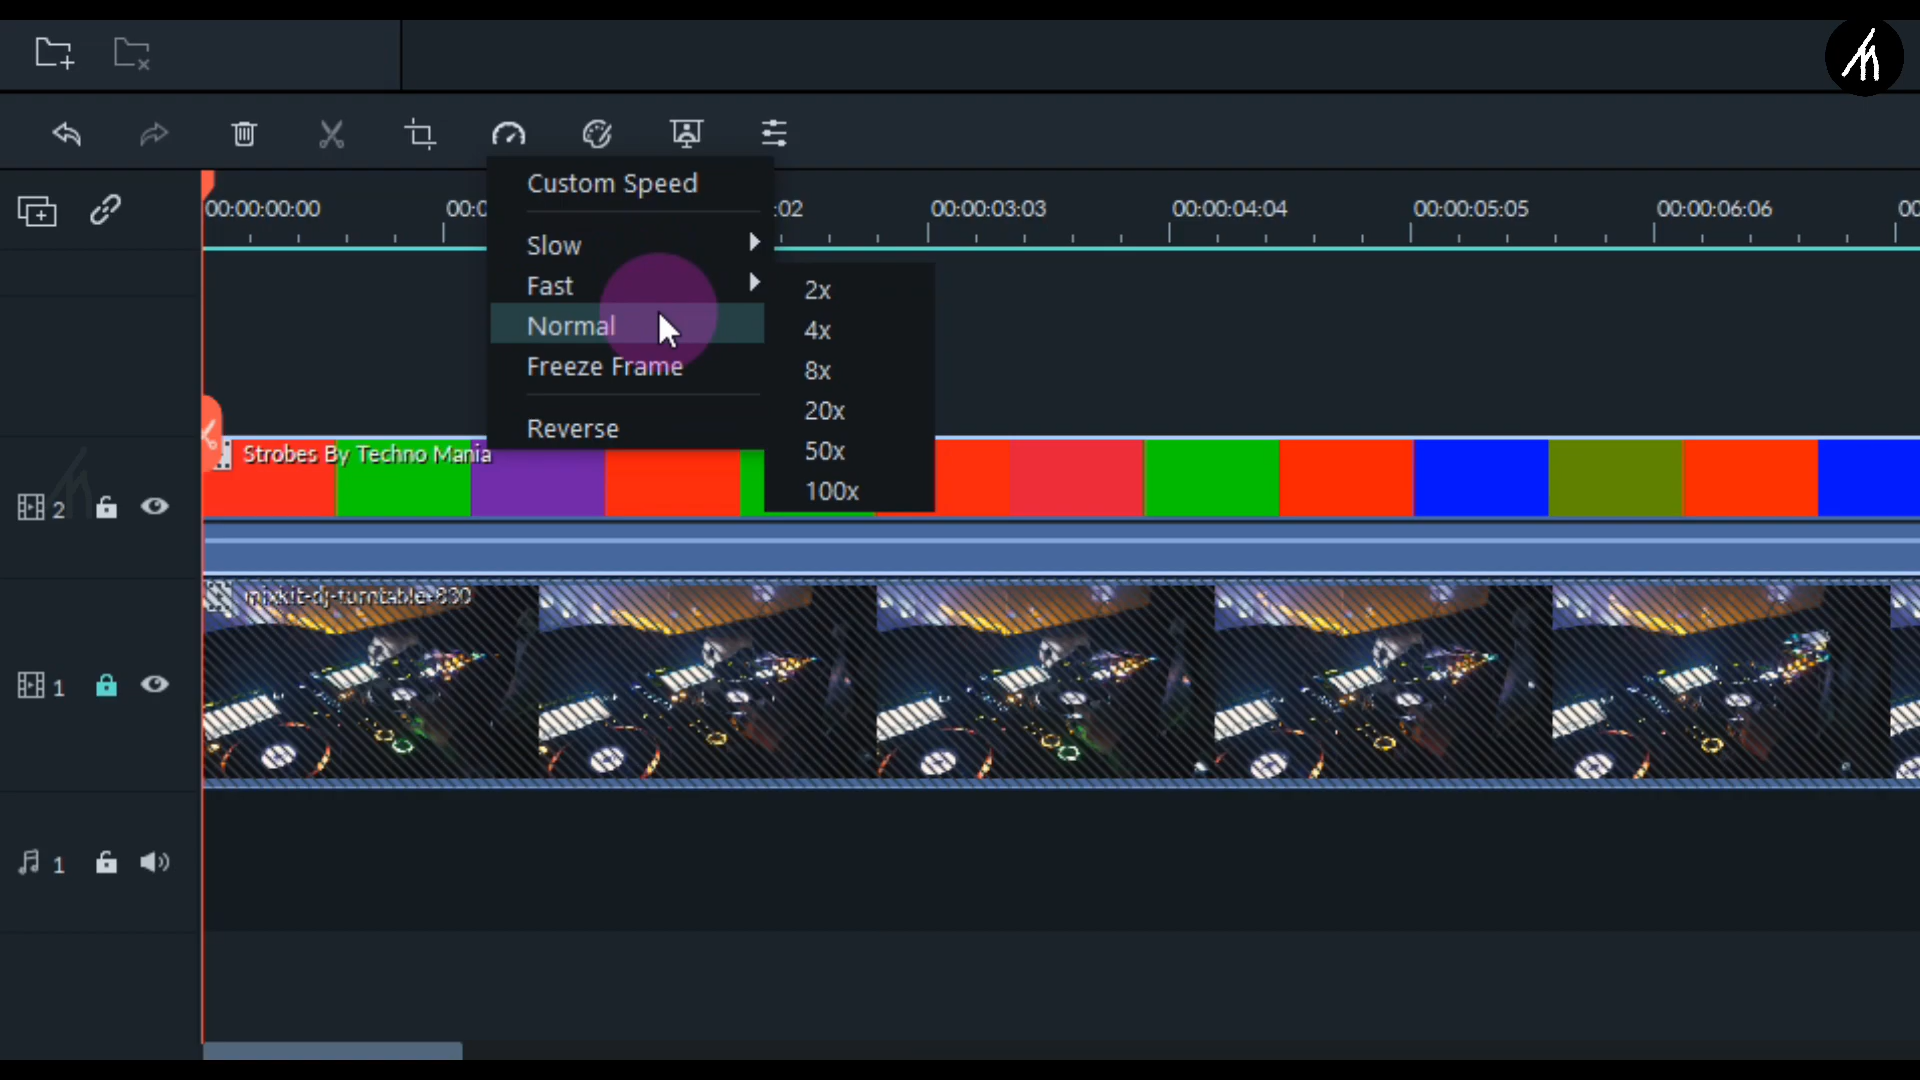 Custom Speed
00:00:00:00
00:0
:02
00:00:03:03
00:00:04:04
00:00:05:05
00:00:06:06
00
Slow
Fast
Normal
Freeze Frame
Reverse
2x
4x
8x
20x
50x
100x
Strobes By Techno Mania
2
mixkit-dj-turntable-890
1
1